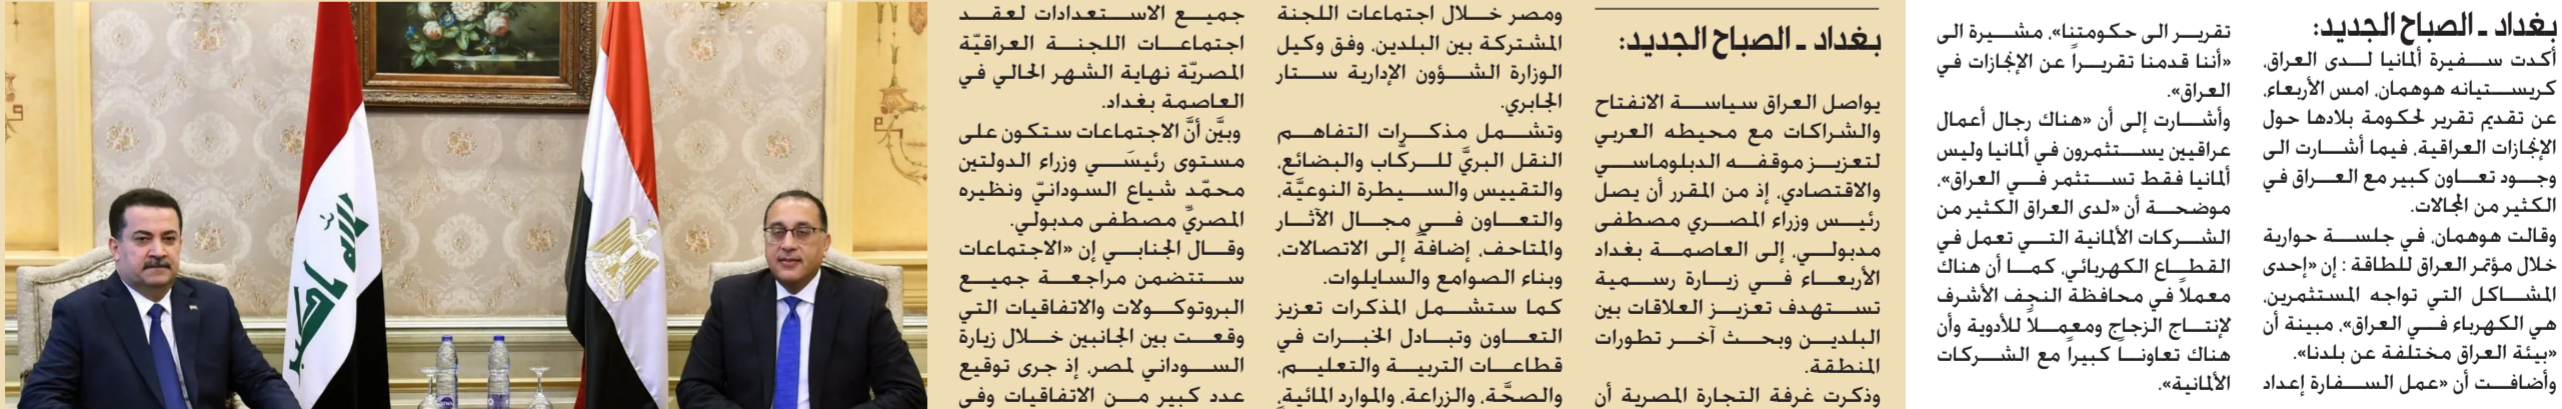 بغداد ـ الصباح الجديد:
أكدت سفيرة ألمانيا لدى العراق،
كريستيانه هوهمان، امس الأربعاء،
عن تقديم تقرير لحكومة بلادها حول
الإنجازات العراقية، فيما أشارت الى
وجود تعاون كبير مع العراق في
الكثير من المجالات.
وقالت هوهمان، في جلسة حوارية
خلال مؤتمر العراق للطاقة : إن «إحدى
المشاكل التي تواجه المستثمرين،
هي الكهرباء في العراق»، مبينة أن
«بيئة العراق مختلفة عن بلدنا».
وأضافت أن «عمل السفارة إعداد
تقرير الى حكومتنا»، مشيرة الى
«أننا قدمنا تقريراً عن الإنجازات في
العراق».
وأشارت إلى أن «هناك رجال أعمال
عراقيين يستثمرون في ألمانيا وليس
ألمانيا فقط تستثمر في العراق»،
موضحة أن «لدى العراق الكثير من
الشركات الألمانية التي تعمل في
القطاع الكهربائي، كما أن هناك
معملاً في محافظة النجف الأشرف
لإنتاج الزجاج ومعملاً للأدوية وأن
هناك تعاوناً كبيراً مع الشركات
الألمانية».
بغداد ـ الصباح الجديد:
يواصل العراق سياسة الانفتاح
والشراكات مع محيطه العربي
لتعزيز موقفه الدبلوماسي
والاقتصادي، إذ من المقرر أن يصل
رئيس وزراء المصري مصطفى
مدبولي، إلى العاصمة بغداد
الأربعاء في زيارة رسمية
تستهدف تعزيز العلاقات بين
البلدين وبحث آخر تطورات
المنطقة.
وذكرت غرفة التجارة المصرية أن
ومصر خلال اجتماعات اللجنة
المشتركة بين البلدين، وفق وكيل
الوزارة الشؤون الإدارية ستار
الجابري.
وتشمل مذكرات التفاهم
النقل البريَّ للركّاب والبضائع،
والتقييس والسيطرة النوعيَّة،
والتعاون في مجال الآثار
والمتاحف، إضافةً إلى الاتصالات،
وبناء الصوامع والسايلوات.
كما ستشمل المذكرات تعزيز
التعاون وتبادل الخبرات في
قطاعات التربية والتعليم،
والصحَّة، والزراعة، والموارد المائية،
جميع الاستعدادات لعقد
اجتماعات اللجنة العراقيّة
المصريّة نهاية الشهر الحالي في
العاصمة بغداد.
وبيَّن أنَّ الاجتماعات ستكون على
مستوى رئيسَي وزراء الدولتين
محمّد شياع السودانيّ ونظيره
المصريِّ مصطفى مدبولي.
وقال الجنابي إن «الاجتماعات
ستتضمن مراجعة جميع
البروتوكولات والاتفاقيات التي
وقعت بين الجانبين خلال زيارة
السوداني لمصر، إذ جرى توقيع
عدد كبير من الاتفاقيات وفي
الله اكبر